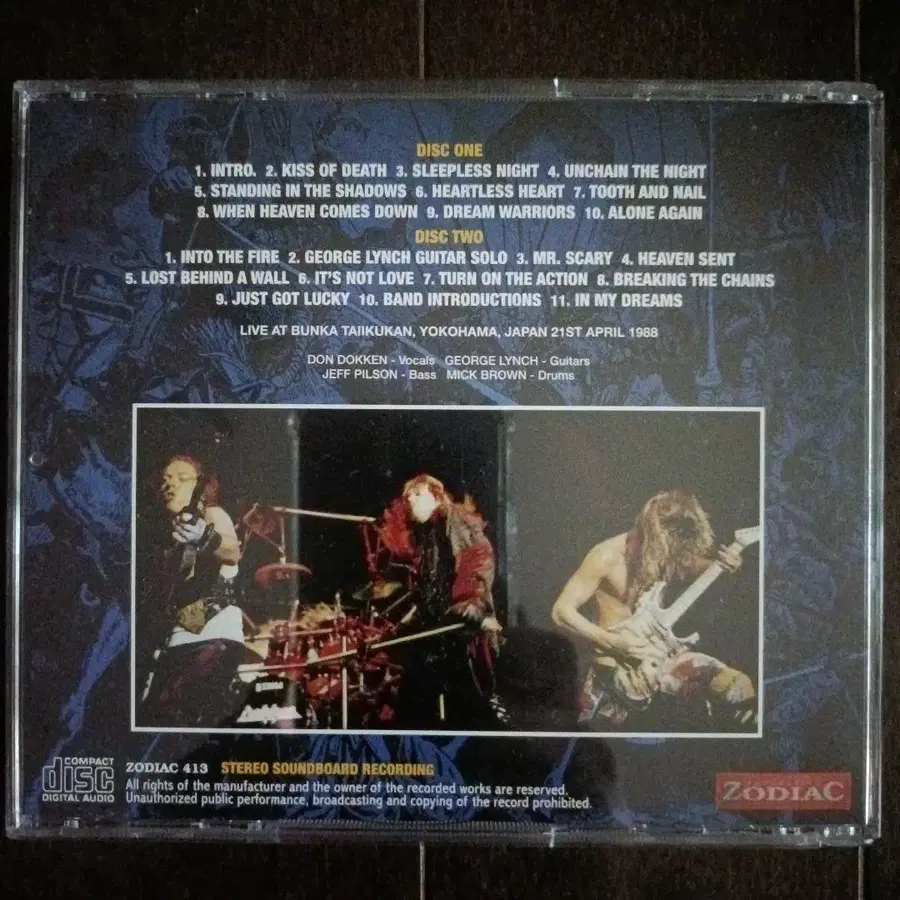 DISC ONE
1. INTRO. 2. KISS OF DEATH 3. SLEEPLESS NIGHT 4. UNCHAIN THE NIGHT
5. STANDING IN THE SHADOWS 6. HEARTLESS HEART 7. TOOTH AND NAIL
8. WHEN HEAVEN COMES DOWN 9. DREAM WARRIORS 10. ALONE AGAIN
DISC TWO
1. INTO THE FIRE 2. GEORGE LYNCH GUITAR SOLO 3. MR. SCARY 4. HEAVEN SENT
5. LOST BEHIND A WALL 6. IT'S NOT LOVE 7. TURN ON THE ACTION 8. BREAKING THE CHAINS
9. JUST GOT LUCKY 10. BAND INTRODUCTIONS 11. IN MY DREAMS
LIVE AT BUNKA TAIIKUKAN, YOKOHAMA, JAPAN 21ST APRIL 1988
DON DOKKEN - Vocals GEORGE LYNCH - Guitars
JEFF PILSON - Bass MICK BROWN - Drums
COMPACT
disc
DIGITAL AUDIO
ZODIAC 413 STEREO SOUNDBOARD RECORDING
All rights of the manufacturer and the owner of the recorded works are reserved.
Unauthorized public performance, broadcasting and copying of the record prohibited.
ZODIAC